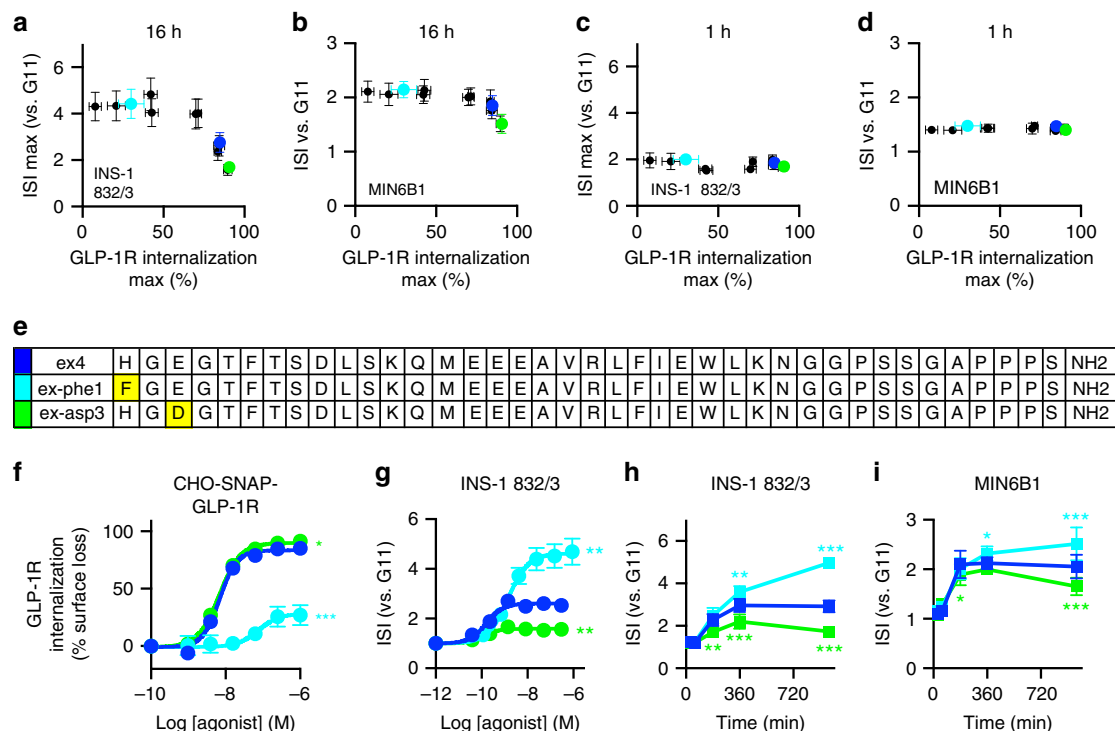 a
16 h
ISI max (vs. G11)
6
4
2
0
INS-1
832/3
0 50 100
GLP-1R internalization
max (%)
b
16 h
ISI vs. G11
3
2
1
0
MIN6B1
0 50 100
GLP-1R internalization
max (%)
c
1 h
ISI max (vs. G11)
6
4
2
0
INS-1 832/3
0 50 100
GLP-1R internalization
max (%)
d
1 h
ISI vs. G11
3
2
1
0
MIN6B1
0 50 100
GLP-1R internalization
max (%)
e
ex4 H G E G T F T S D L S K Q M E E E A V R L F I E W L K N G G P S S G A P P P S NH2
ex-phe1 F G E G T F T S D L S K Q M E E E A V R L F I E W L K N G G P S S G A P P P S NH2
ex-asp3 H G D G T F T S D L S K Q M E E E A V R L F I E W L K N G G P S S G A P P P S NH2
f
CHO-SNAP-
GLP-1R
GLP-1R
internalization
(% surface loss)
100
50
0
*
***
–10 –8 –6
Log [agonist] (M)
g
INS-1 832/3
ISI (vs. G11)
6
4
2
0
**
**
–12 –10 –8 –6
Log [agonist] (M)
h
INS-1 832/3
ISI (vs. G11)
6
4
2
0
**
***
**
***
***
0 360 720
Time (min)
i
MIN6B1
ISI (vs. G11)
3
2
1
0
*
***
*
***
0 360 720
Time (min)